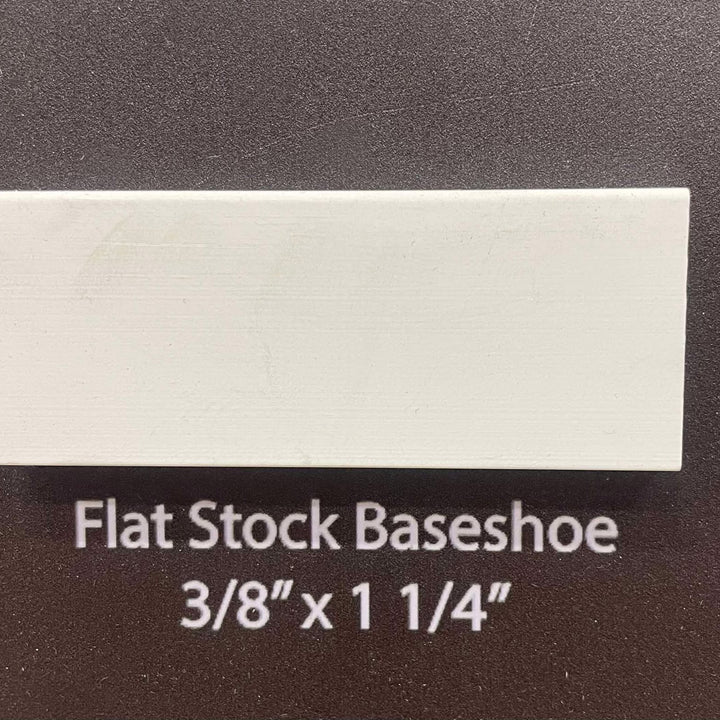 Flat Stock Baseshoe
3/8” x 1 1/4”